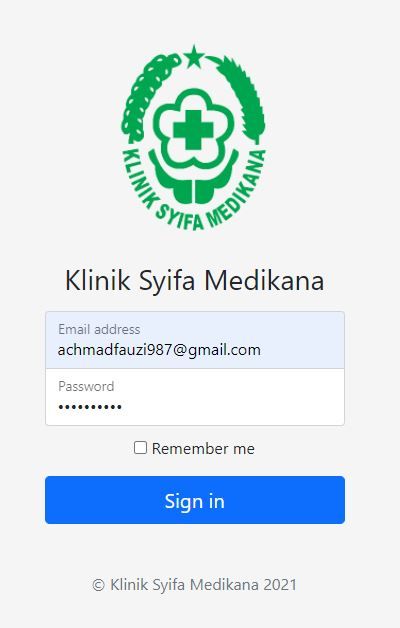 KLINIK SYIFA MEDIKANA
Klinik Syifa Medikana
Email address
achmadfauzi987@gmail.com
Password
••••••••••
Remember me
Sign in
© Klinik Syifa Medikana 2021